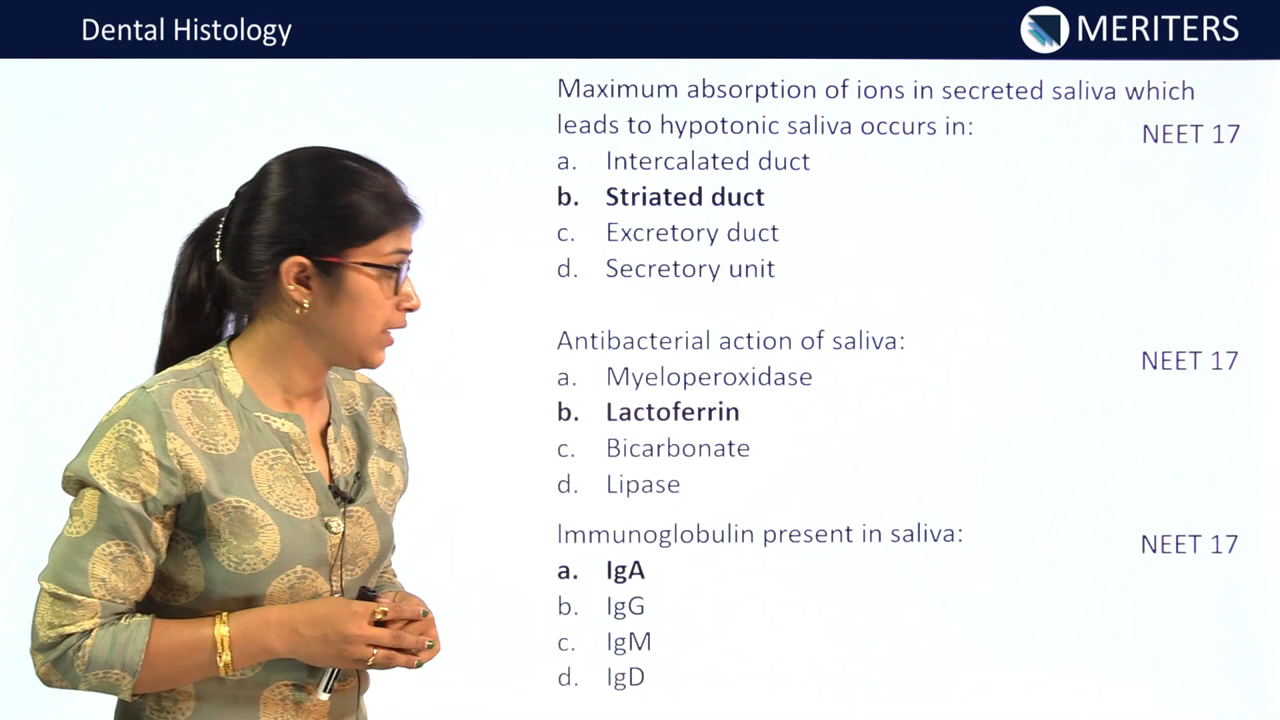 Dental Histology
MERITERS
Maximum absorption of ions in secreted saliva which
leads to hypotonic saliva occurs in:
NEET 17
a. Intercalated duct
b. Striated duct
c. Excretory duct
d. Secretory unit
Antibacterial action of saliva:
NEET 17
a. Myeloperoxidase
b. Lactoferrin
c. Bicarbonate
d. Lipase
Immunoglobulin present in saliva:
NEET 17
a. IgA
b. IgG
c. IgM
d. IgD